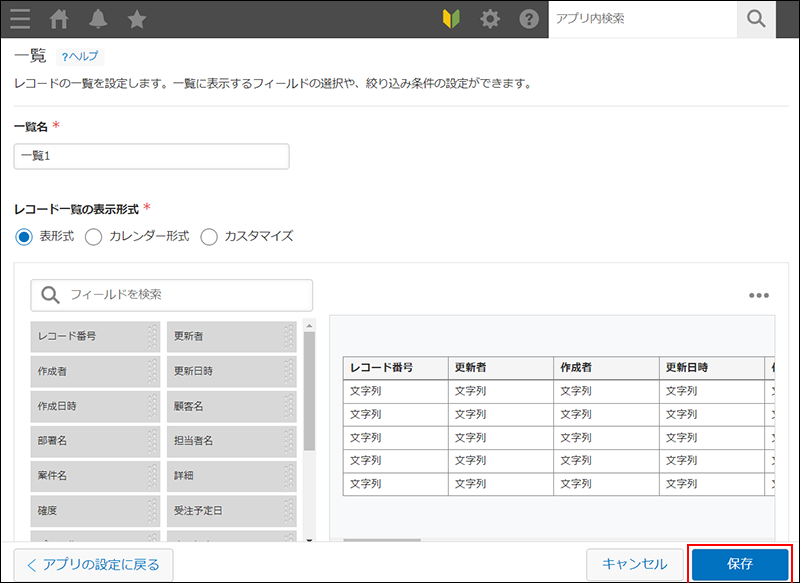 アプリ内検索
一覧 ?ヘルプ
レコードの一覧を設定します。一覧に表示するフィールドの選択や、絞り込み条件の設定ができます。
一覧名 *
一覧1
レコード一覧の表示形式 *
表形式 カレンダー形式 カスタマイズ
フィールドを検索
レコード番号 更新者
作成者 更新日時
作成日時 顧客名
部署名 担当者名
案件名 詳細
確度 受注予定日
レコード番号 更新者 作成者 更新日時
文字列 文字列 文字列 文字列
文字列 文字列 文字列 文字列
文字列 文字列 文字列 文字列
文字列 文字列 文字列 文字列
文字列 文字列 文字列 文字列
アプリの設定に戻る キャンセル 保存